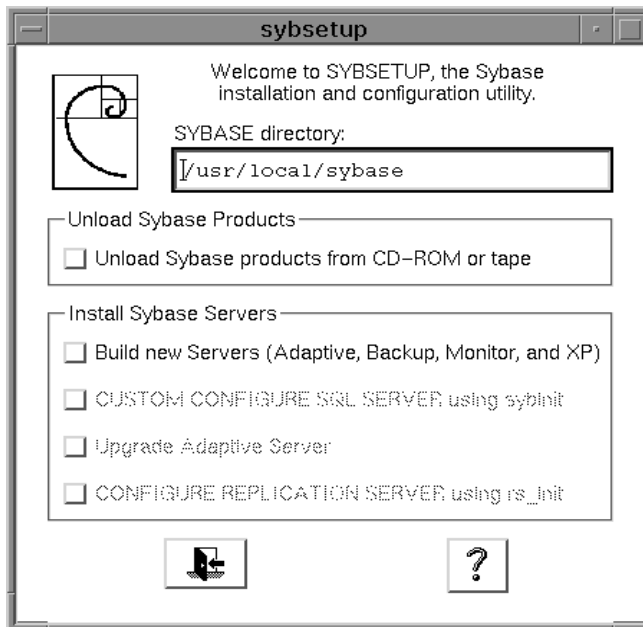 sybsetup
Welcome to SYBSETUP, the Sybase
installation and configuration utility.
SYBASE directory:
/usr/local/sybase
Unload Sybase Products
Unload Sybase products from CD-ROM or tape
Install Sybase Servers
Build new Servers (Adaptive, Backup, Monitor, and XP)
CUSTOM CONFIGURE SQL SERVER using sybinit
Upgrade Adaptive Server
CONFIGURE REPLICATION SERVER using rs_init
?